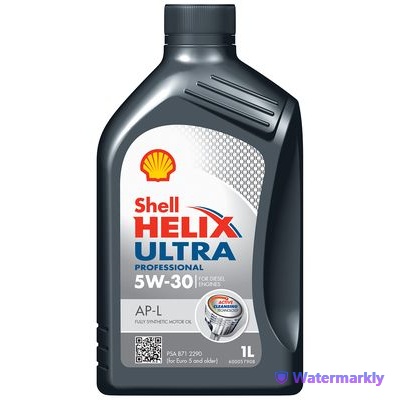 Shell
HELIX
ULTRA
PROFESSIONAL
5W-30
FOR DIESEL
ENGINES
ACTIVE
CLEANSING
TECHNOLOGY
AP-L
FULLY SYNTHETIC MOTOR OIL
PSA B71 2290
(for Euro 5 and older)
1L
Watermarkly